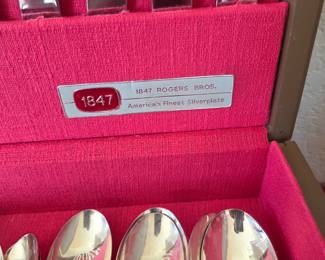 1847
1847 ROGERS BROS.
America's Finest Silverplate